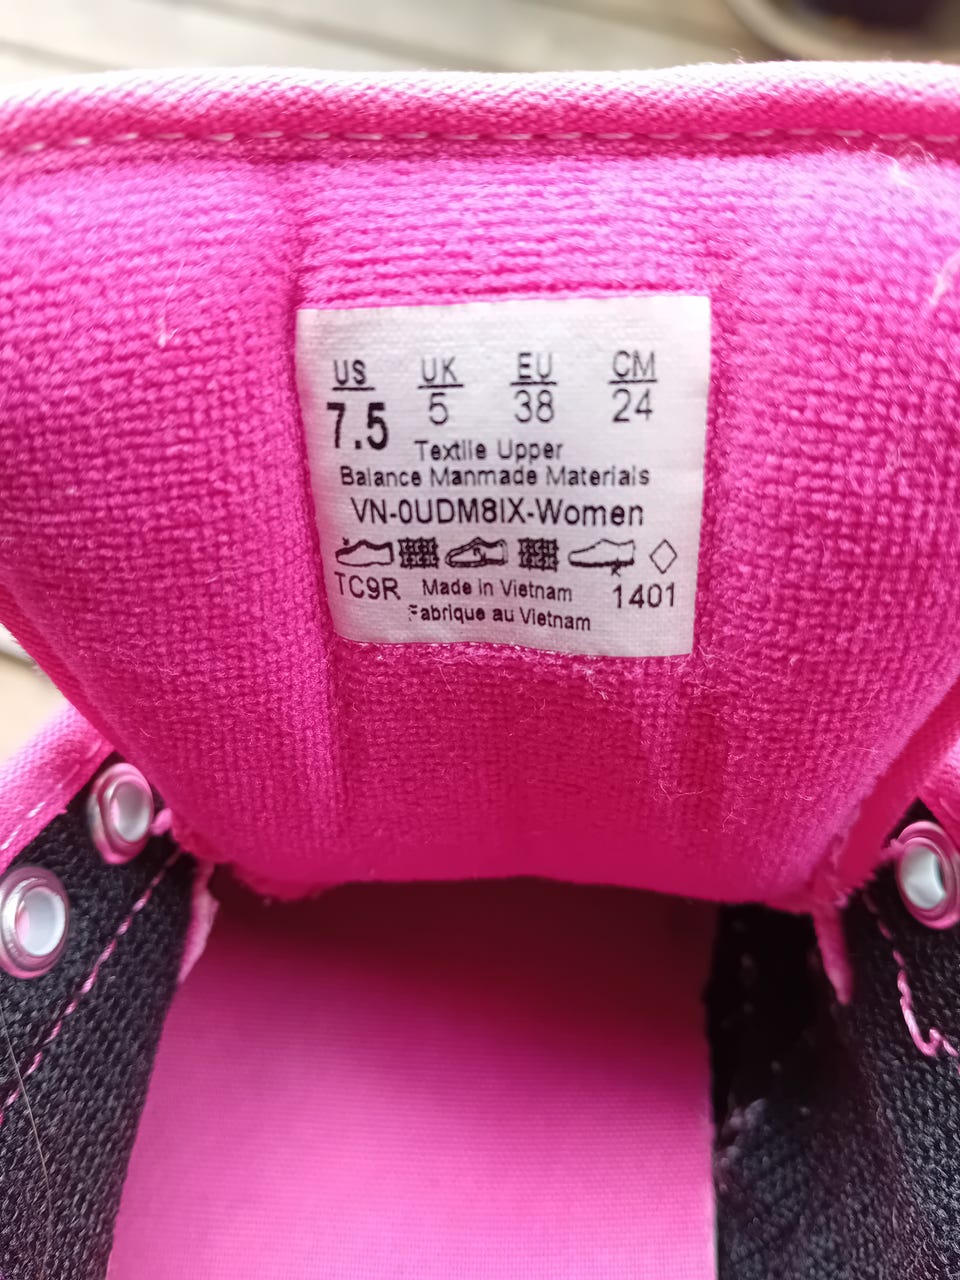 US UK EU CM
7.5 5 38 24
Textile Upper
Balance Manmade Materials
VN-0UDM8IX-Women
TC9R Made in Vietnam 1401
Fabrique au Vietnam